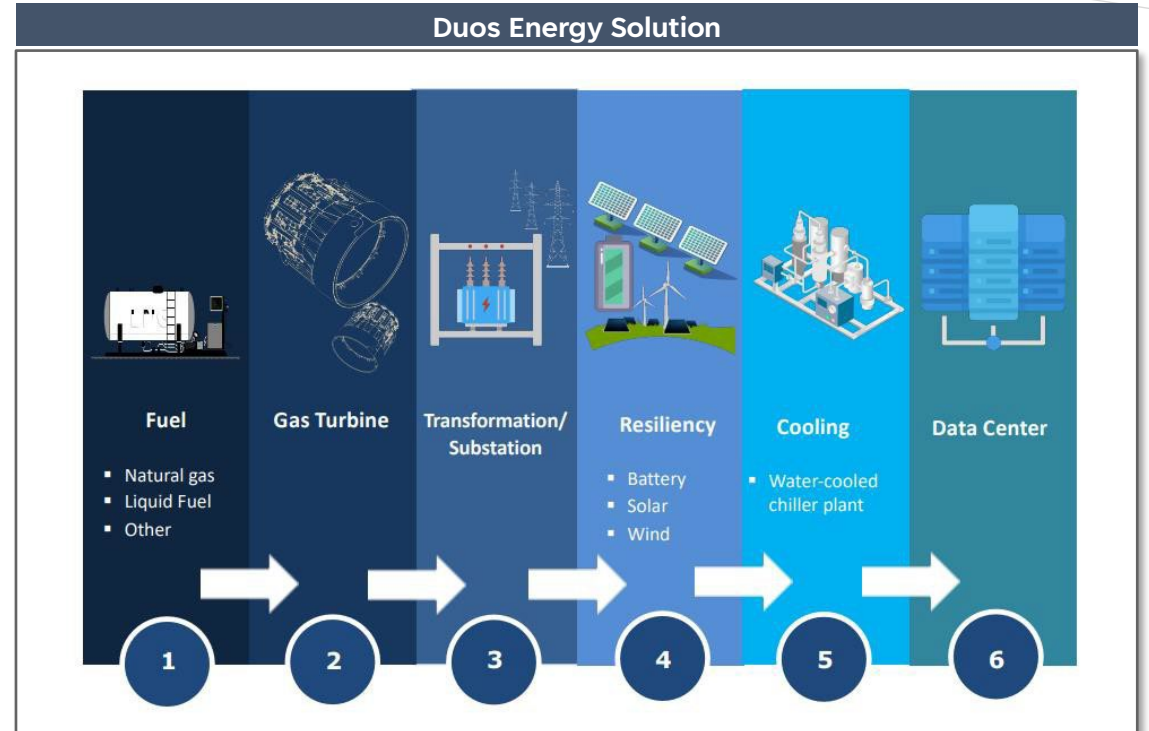 Duos Energy Solution
Fuel
▪ Natural gas
▪ Liquid Fuel
▪ Other
Gas Turbine
Transformation/
Substation
Resiliency
▪ Battery
▪ Solar
▪ Wind
Cooling
▪ Water-cooled
chiller plant
Data Center
1
2
3
4
5
6